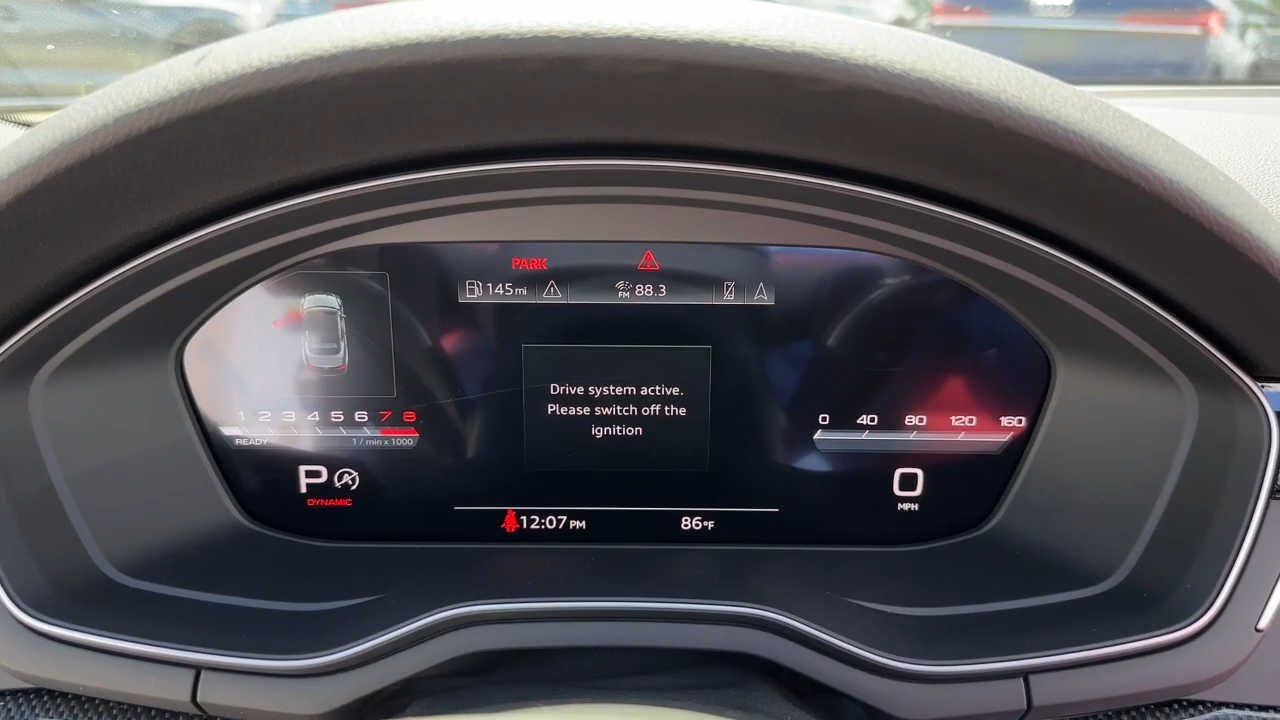 PARK
145 mi
FM 88.3
Drive system active.
Please switch off the
ignition
1 2 3 4 5 6 7 8
READY 1 / min x 1000
P A
DYNAMIC
0 40 80 120 160
0
MPH
12:07 PM 86°F